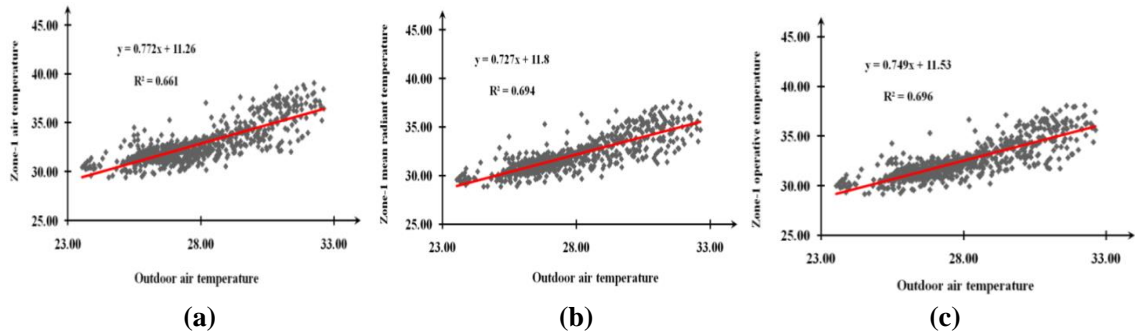 45.00
40.00
35.00
30.00
25.00
Zone-1 air temperature
y = 0.772x + 11.26
R² = 0.661
23.00 28.00 33.00
Outdoor air temperature
(a)
45.00
40.00
35.00
30.00
25.00
Zone-1 mean radiant temperature
y = 0.727x + 11.8
R² = 0.694
23.00 28.00 33.00
Outdoor air temperature
(b)
45.00
40.00
35.00
30.00
25.00
Zone-1 operative temperature
y = 0.749x + 11.53
R² = 0.696
23.00 28.00 33.00
Outdoor air temperature
(c)